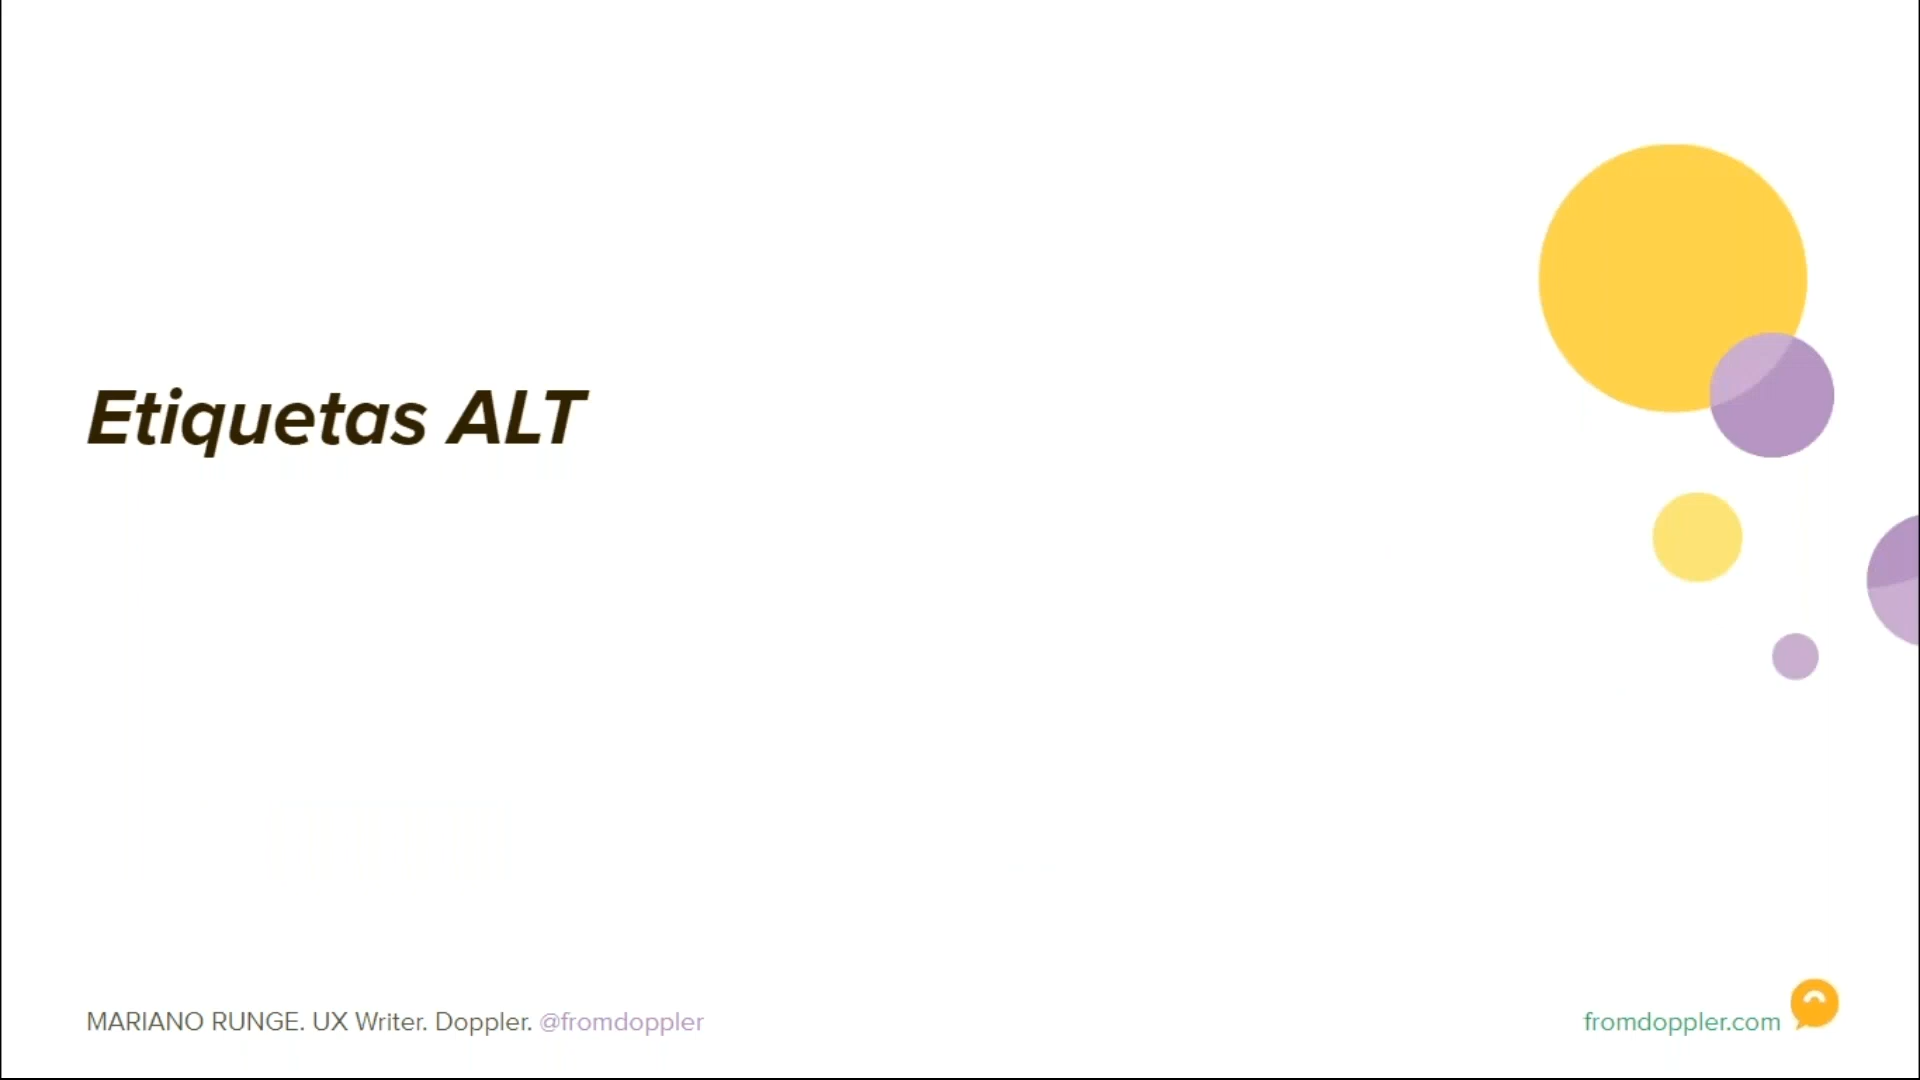 Etiquetas ALT
MARIANO RUNGE. UX Writer. Doppler. @fromdoppler
fromdoppler.com